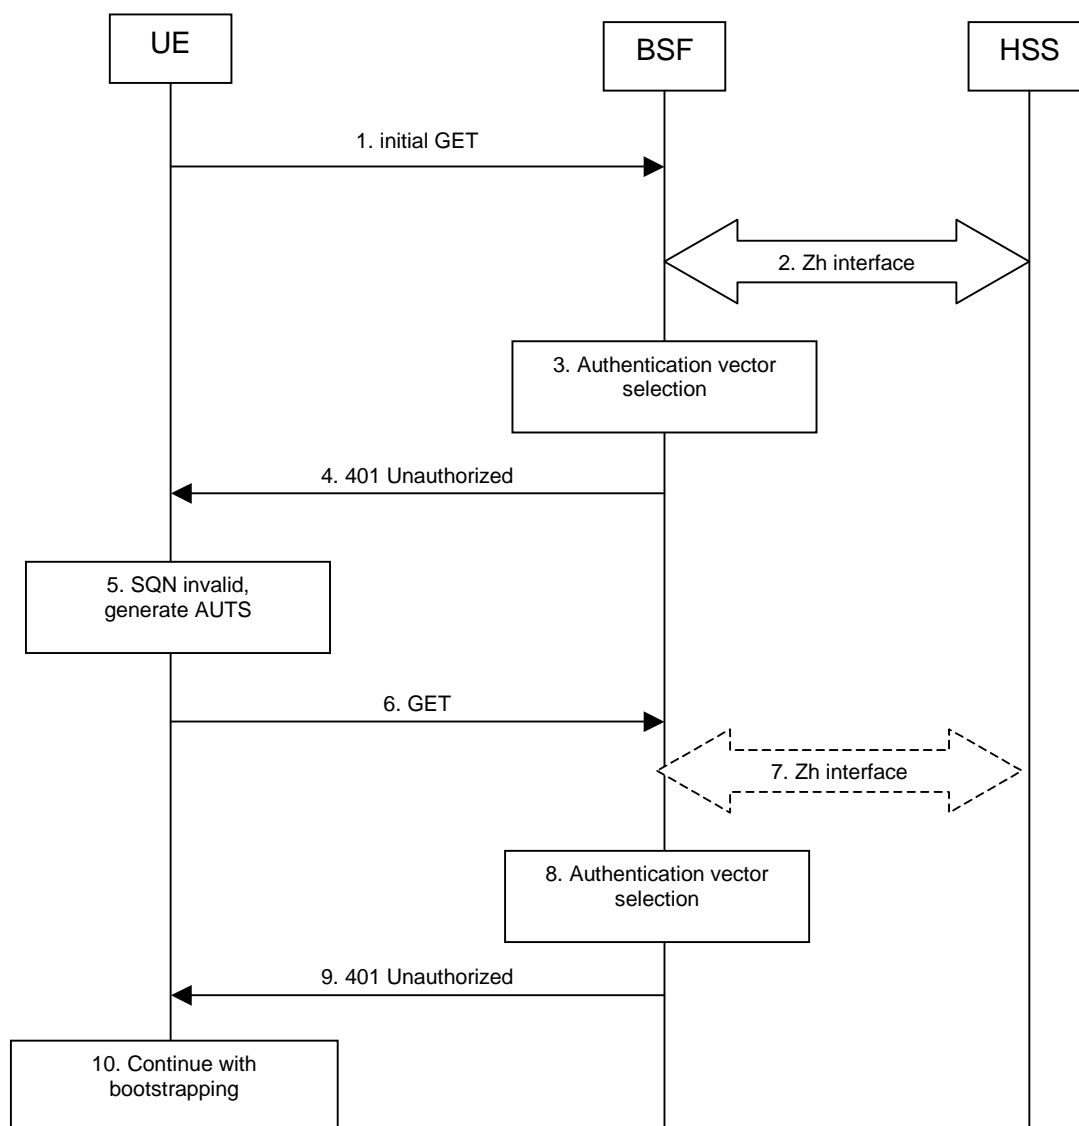 UE
BSF
HSS
1. initial GET
2. Zh interface
3. Authentication vector
selection
4. 401 Unauthorized
5. SQN invalid,
generate AUTS
6. GET
7. Zh interface
8. Authentication vector
selection
9. 401 Unauthorized
10. Continue with
bootstrapping